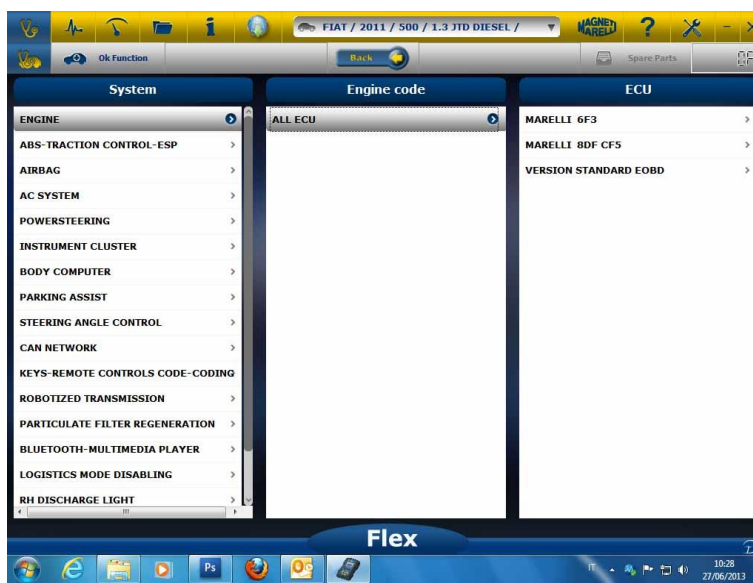 FIAT / 2011 / 500 / 1.3 JTD DIESEL /
MAGNETI
MARELLI
?
Ok Function
Back
Spare Parts
System
Engine code
ECU
ENGINE
ALL ECU
MARELLI 6F3
ABS-TRACTION CONTROL-ESP
MARELLI 8DF CF5
AIRBAG
VERSION STANDARD EOBD
AC SYSTEM
POWERSTEERING
INSTRUMENT CLUSTER
BODY COMPUTER
PARKING ASSIST
STEERING ANGLE CONTROL
CAN NETWORK
KEYS-REMOTE CONTROLS CODE-CODING
ROBOTIZED TRANSMISSION
PARTICULATE FILTER REGENERATION
BLUETOOTH-MULTIMEDIA PLAYER
LOGISTICS MODE DISABLING
RH DISCHARGE LIGHT
Flex
Ps
IT
10:28
27/06/2013